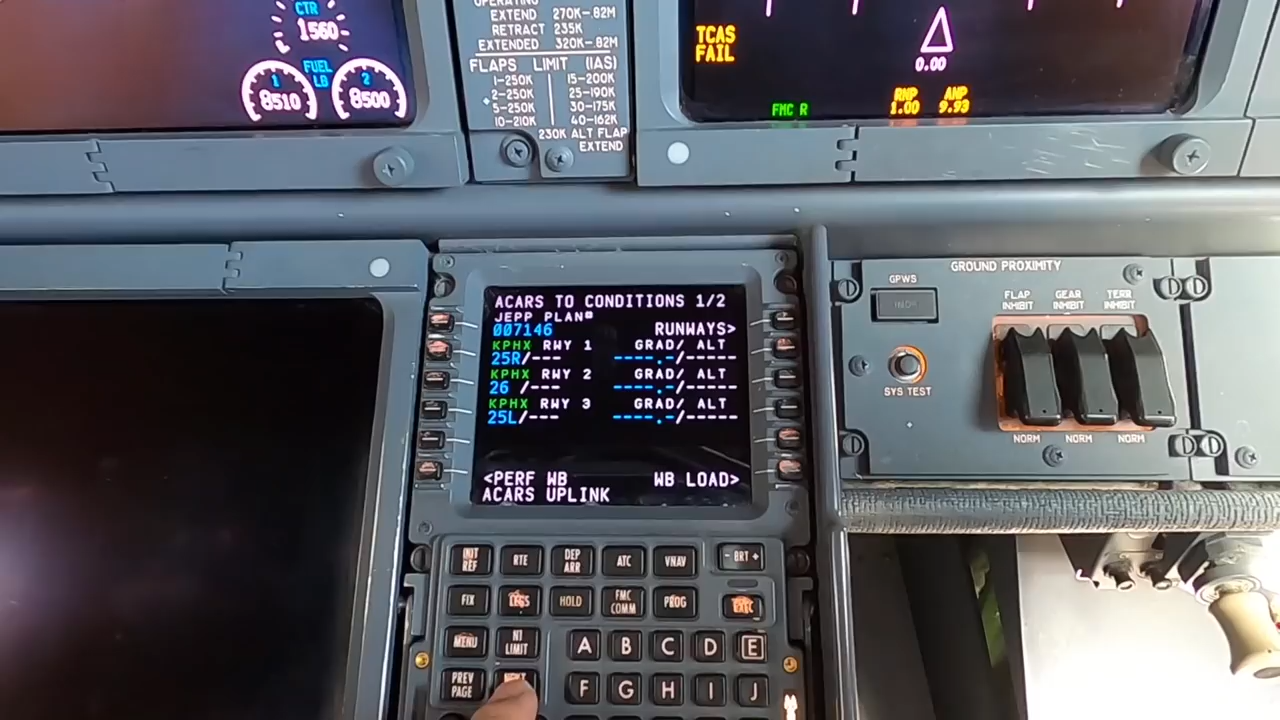 CTR
1560
FUEL
LB
1
8510
2
8500
OPERATING
EXTEND 270K-.82M
RETRACT 235K
EXTENDED 320K-.82M
FLAPS LIMIT (IAS)
1-250K 15-200K
2-250K 25-190K
5-250K 30-175K
10-210K 40-162K
230K ALT FLAP
EXTEND
TCAS
FAIL
0.00
FMC R
RNP
1.00
ANP
9.93
ACARS TO CONDITIONS 1/2
JEPP PLAN
007146 RUNWAYS>
KPHX RWY 1 GRAD/ ALT
25R/--- ----.-/-----
KPHX RWY 2 GRAD/ ALT
26 /--- ----.-/-----
KPHX RWY 3 GRAD/ ALT
25L/--- ----.-/-----
<PERF WB WB LOAD>
ACARS UPLINK
GROUND PROXIMITY
GPWS
INOP
FLAP
INHIBIT
GEAR
INHIBIT
TERR
INHIBIT
SYS TEST
NORM NORM NORM
INIT
REF
RTE
DEP
ARR
ATC
VNAV
- BRT +
FIX
LEGS
HOLD
FMC
COMM
PROG
EXEC
MENU
N1
LIMIT
A B C D E
PREV
PAGE
NEXT
F G H I J